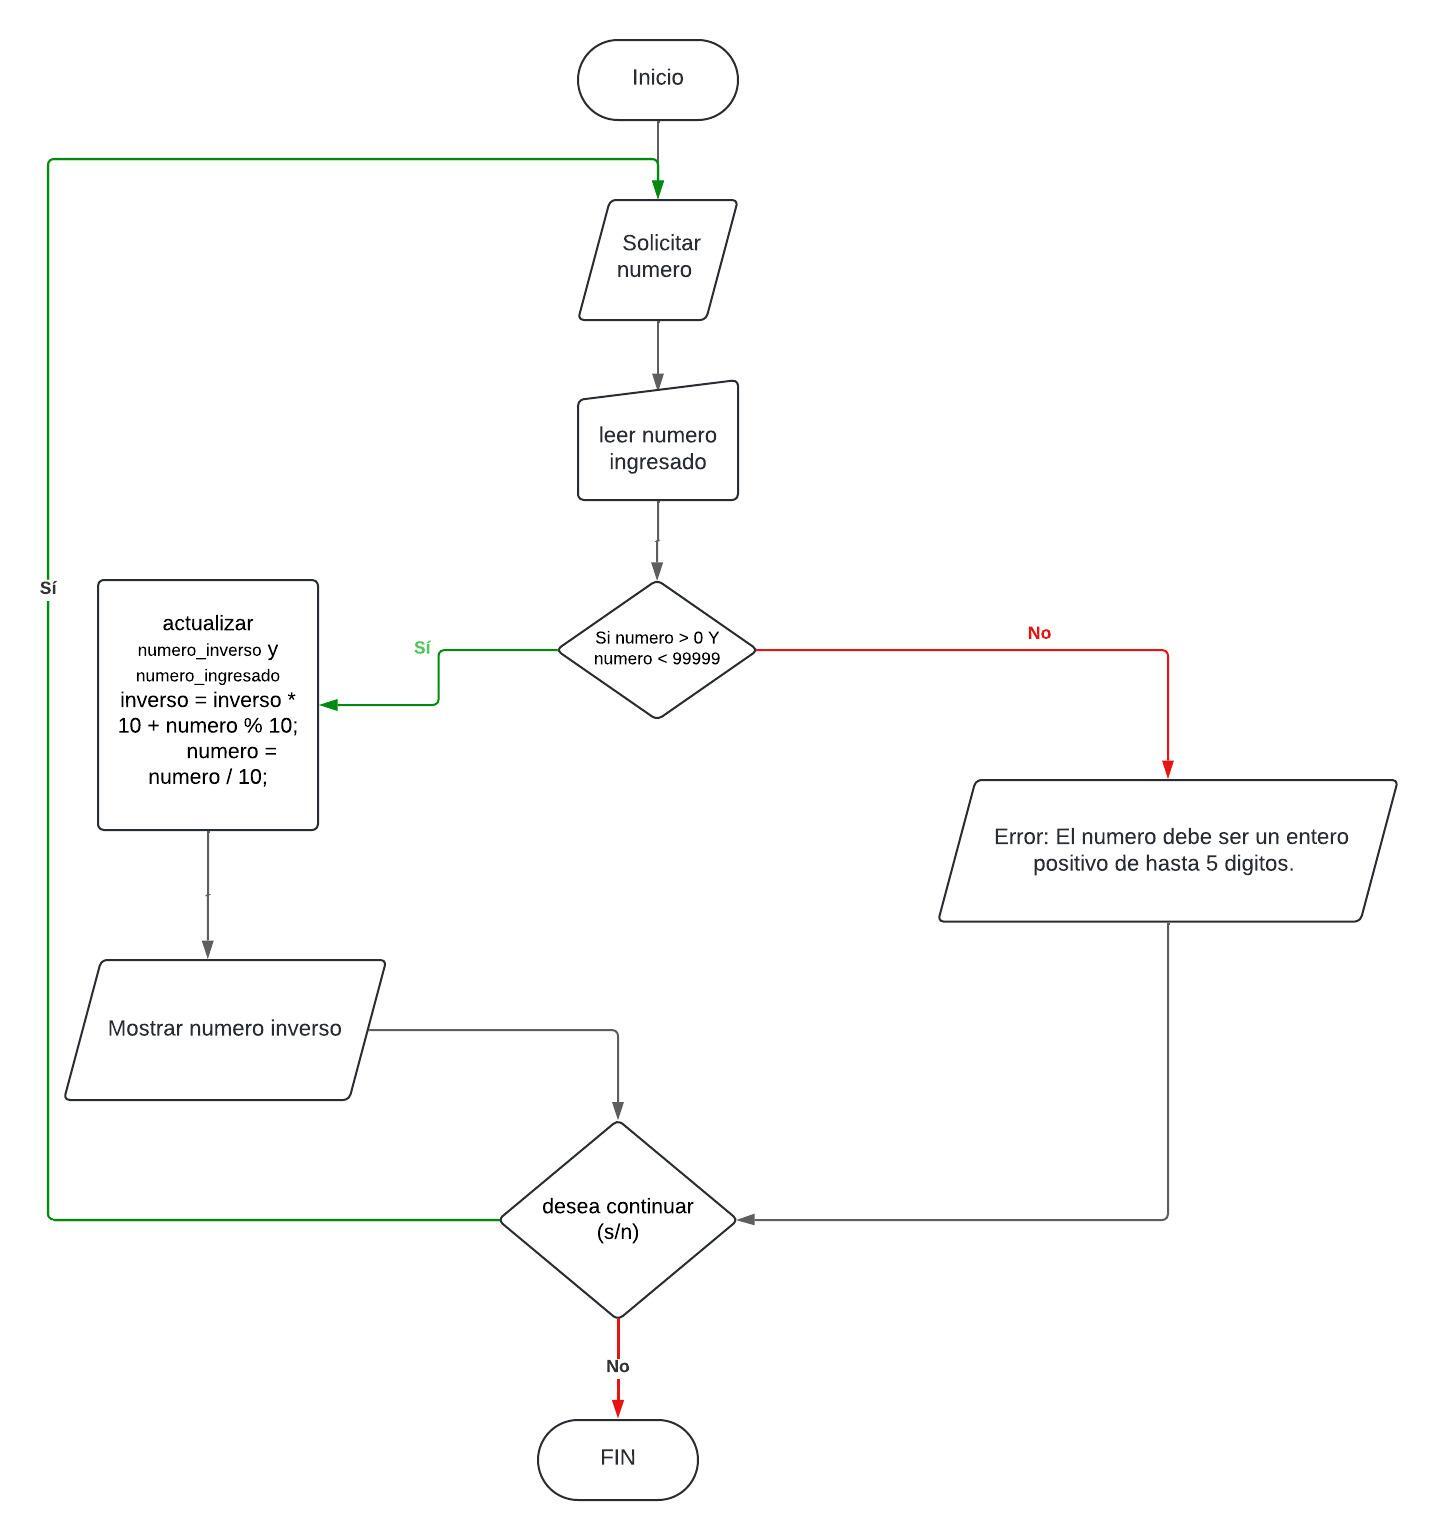 Inicio
Solicitar
numero
leer numero
ingresado
Si numero > 0 Y
numero < 99999
Sí
No
Sí
actualizar
numero_inverso y
numero_ingresado
inverso = inverso *
10 + numero % 10;
numero =
numero / 10;
Error: El numero debe ser un entero
positivo de hasta 5 digitos.
Mostrar numero inverso
desea continuar
(s/n)
No
FIN